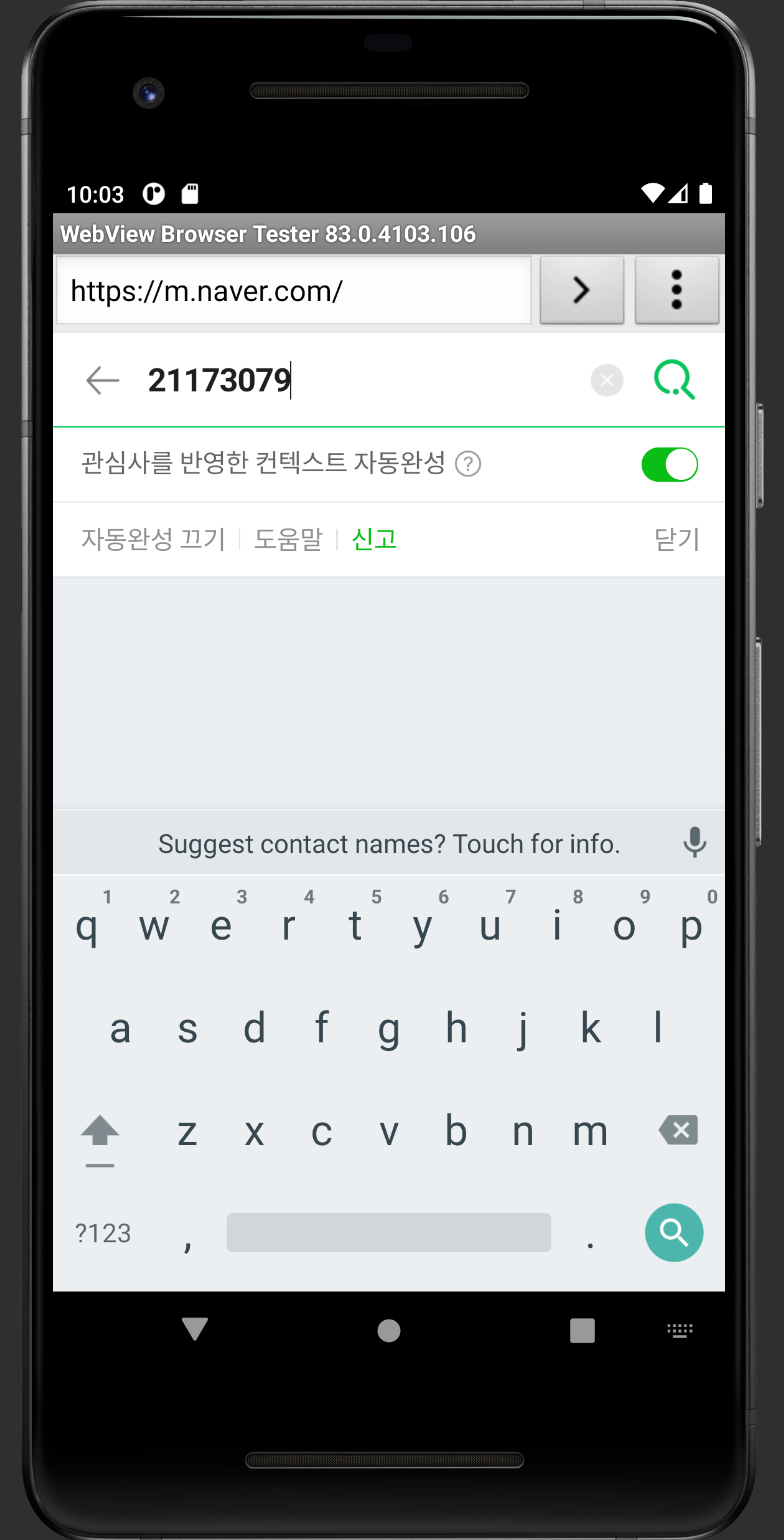 10:03
WebView Browser Tester 83.0.4103.106
https://m.naver.com/
21173079
관심사를 반영한 컨텍스트 자동완성 ?
자동완성 끄기 도움말 신고 닫기
Suggest contact names? Touch for info.
1 2 3 4 5 6 7 8 9 0
q w e r t y u i o p
a s d f g h j k l
z x c v b n m
?123 , .